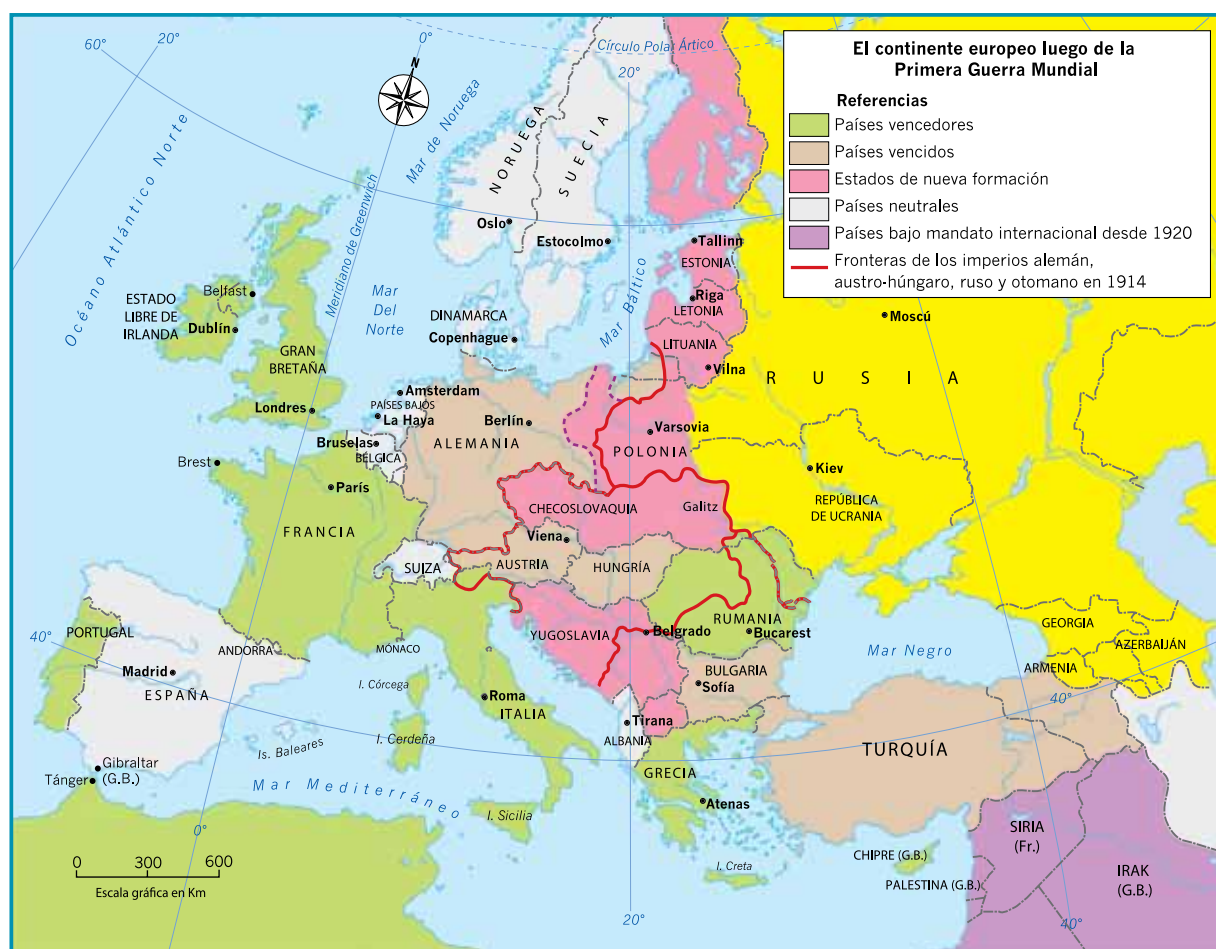 El continente europeo luego de la
Primera Guerra Mundial
Referencias
Países vencedores
Países vencidos
Estados de nueva formación
Países neutrales
Países bajo mandato internacional desde 1920
Fronteras de los imperios alemán,
austro-húngaro, ruso y otomano en 1914
60°
20°
0°
N
Círculo Polar Ártico
20°
Océano Atlántico Norte
Mar de Noruega
Meridiano de Greenwich
NORUEGA
SUECIA
Oslo
Estocolmo
Tallinn
ESTONIA
Riga
LETONIA
Mar Báltico
LITUANIA
Vilna
Moscú
RUSIA
Belfast
ESTADO
LIBRE DE
IRLANDA
Dublín
Mar
Del
Norte
DINAMARCA
Copenhague
GRAN
BRETAÑA
Londres
Amsterdam
PAÍSES BAJOS
La Haya
Berlín
ALEMANIA
Varsovia
POLONIA
Bruselas
BÉLGICA
Brest
París
Kiev
REPÚBLICA
DE UCRANIA
CHECOSLOVAQUIA
Galitz
FRANCIA
Viena
AUSTRIA
HUNGRÍA
SUIZA
RUMANIA
Bucarest
YUGOSLAVIA
Belgrado
GEORGIA
AZERBAIJÁN
ARMENIA
40°
40°
PORTUGAL
ANDORRA
MÓNACO
Mar Negro
BULGARIA
Sofía
Madrid
ESPAÑA
I. Córcega
Roma
ITALIA
Tirana
ALBANIA
TURQUÍA
Is. Baleares
I. Cerdeña
Gibraltar
(G.B.)
Tánger
Mar Mediterráneo
GRECIA
Atenas
I. Sicilia
I. Creta
CHIPRE (G.B.)
SIRIA
(Fr.)
PALESTINA (G.B.)
IRAK
(G.B.)
0°
20°
40°
0 300 600
Escala gráfica en Km